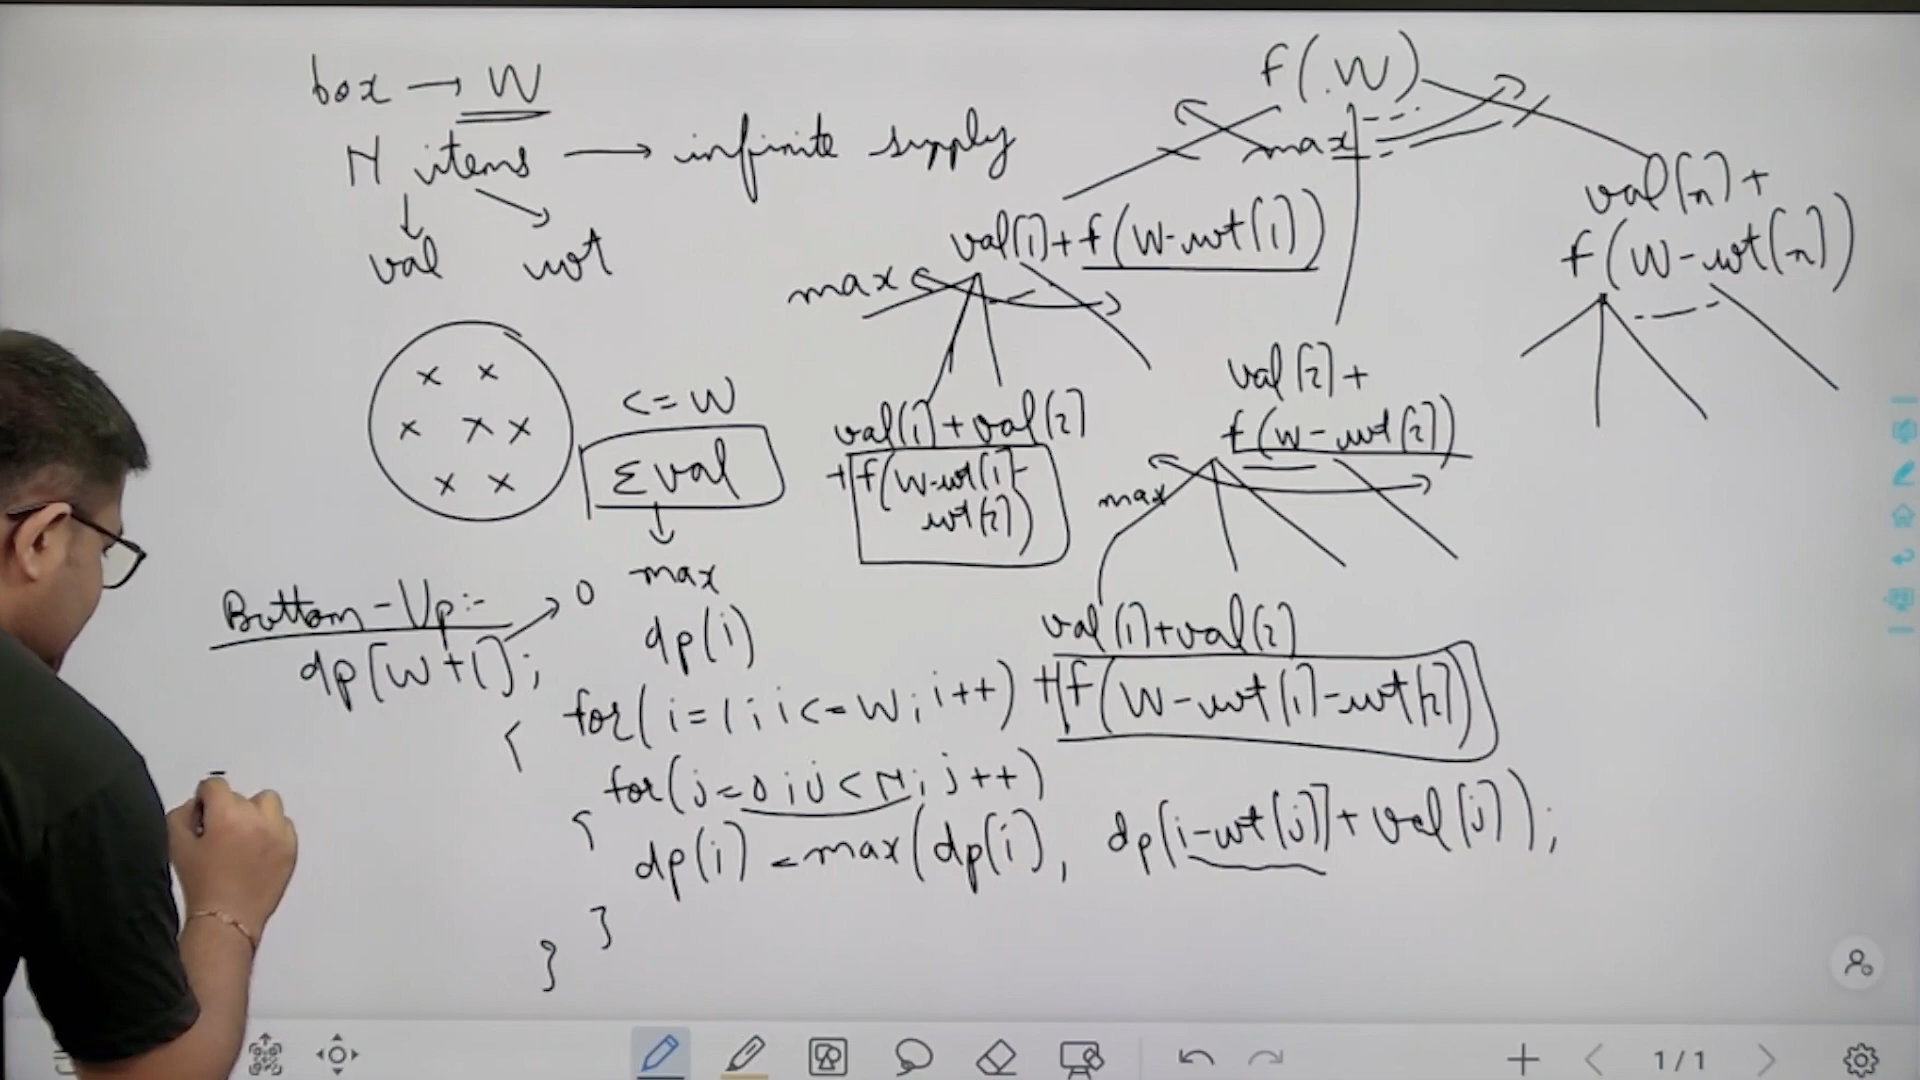 box → W
N items → infinite supply
val wt
<= W
Σ val
max
Bottom-Up:-
dp[W+1]; → 0
dp[i]
for(i=1; i<=W; i++)
{
for(j=0; j<N; j++)
{
dp[i] = max(dp[i], dp[i-wt[j]] + val[j]);
}
}
f(W)
max
val[1]+f(W-wt[1])
max
val[1]+val[2]
+f(W-wt[1]-
wt[2])
val[2]+
f(W-wt[2])
max
val[1]+val[2]
+f(W-wt[1]-wt[2])
val[n]+
f(W-wt[n])
1/1